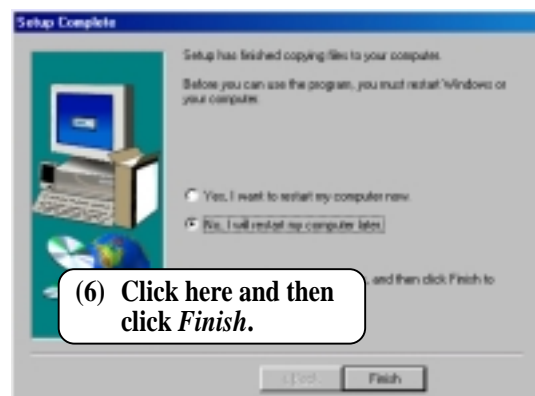 Setup Complete
Setup has finished copying files to your computer.
Before you can use the program, you must restart Windows or
your computer.
Yes, I want to restart my computer now.
No, I will restart my computer later.
, and then click Finish to
(6) Click here and then
click Finish.
< Back
Finish